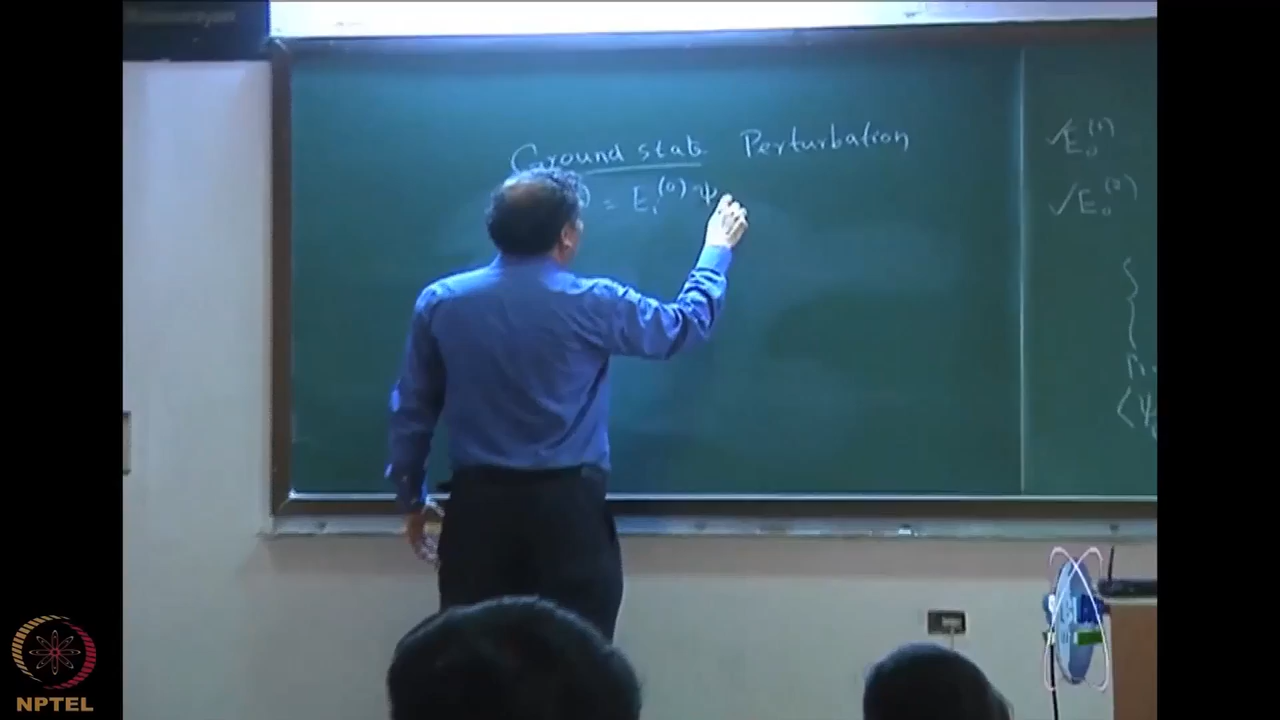 Ground state Perturbation
) = E₁⁽⁰⁾ ψ
✓E₀⁽¹⁾
✓E₀⁽²⁾
{
⟨ψ
NPTEL